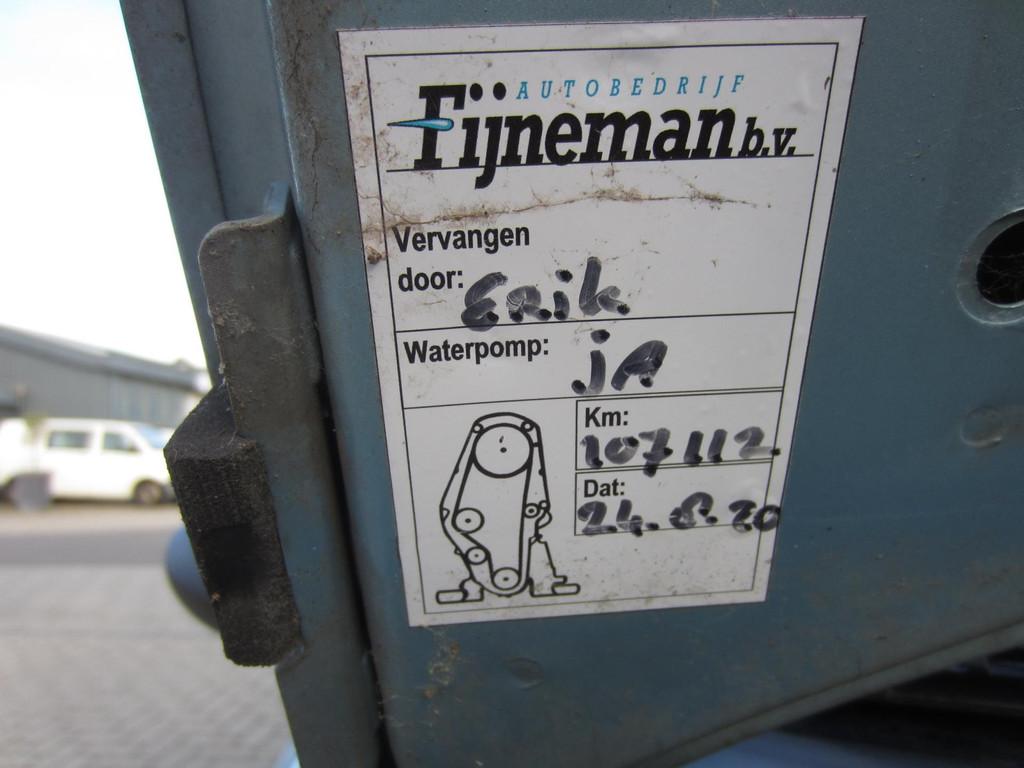 AUTOBEDRIJF
Fijneman b.v.
Vervangen
door: Erik
Waterpomp: ja
Km:
107112
Dat:
24.8.20